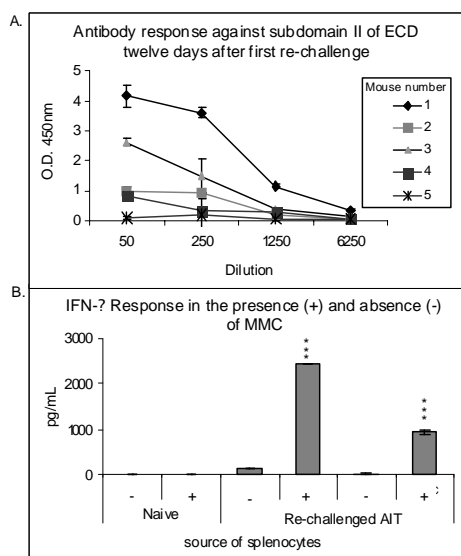 A.
Antibody response against subdomain II of ECD
twelve days after first re-challenge
O.D. 450nm
5
4
3
2
1
0
50 250 1250 6250
Dilution
Mouse number
1
2
3
4
5
B.
IFN-? Response in the presence (+) and absence (-)
of MMC
pg/mL
3000
2000
1000
0
***
***
- + - + - +
Naive Re-challenged AIT
source of splenocytes